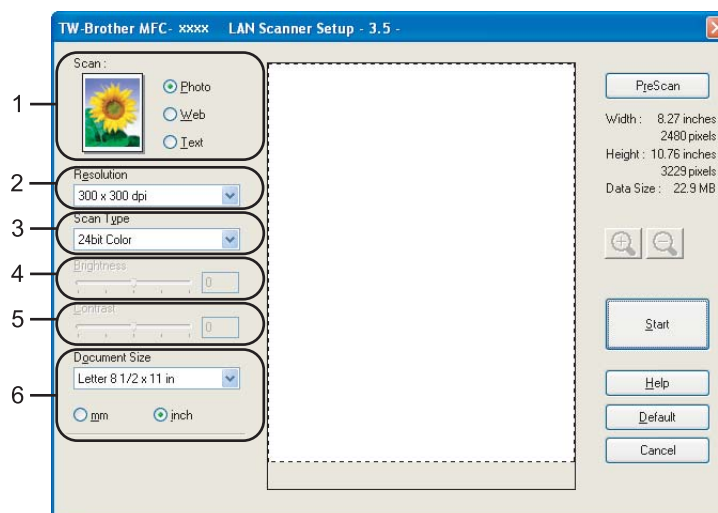 TW-Brother MFC- xxxx LAN Scanner Setup - 3.5 -
1
Scan :
Photo
Web
Text
2
Resolution
300 x 300 dpi
3
Scan Type
24bit Color
4
Brightness
0
5
Contrast
0
6
Document Size
Letter 8 1/2 x 11 in
mm
inch
PreScan
Width : 8.27 inches
2480 pixels
Height : 10.76 inches
3229 pixels
Data Size : 22.9 MB
Start
Help
Default
Cancel